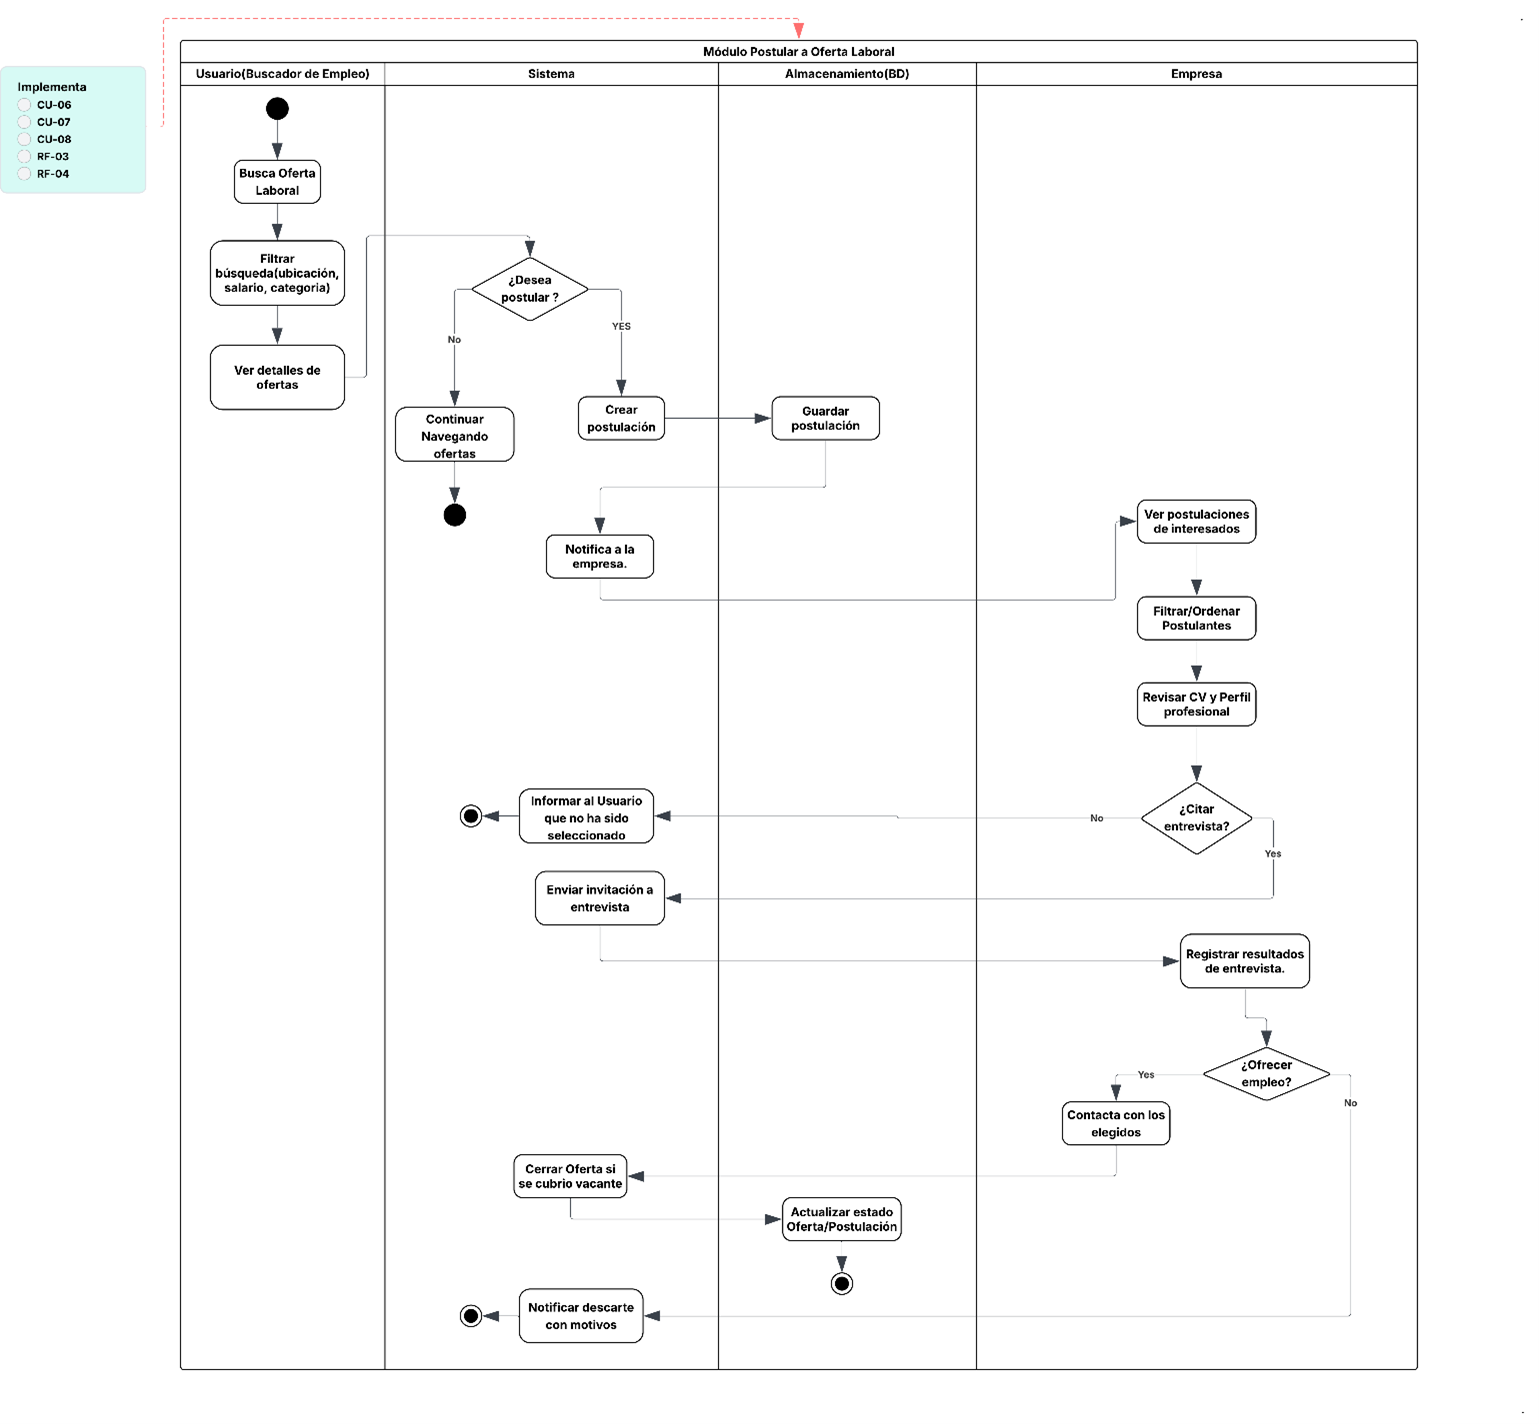 Módulo Postular a Oferta Laboral
Usuario(Buscador de Empleo)
Sistema
Almacenamiento(BD)
Empresa
Implementa
CU-06
CU-07
CU-08
RF-03
RF-04
Busca Oferta
Laboral
Filtrar
búsqueda(ubicación,
salario, categoria)
Ver detalles de
ofertas
¿Desea
postular ?
No
YES
Continuar
Navegando
ofertas
Crear
postulación
Guardar
postulación
Notifica a la
empresa.
Ver postulaciones
de interesados
Filtrar/Ordenar
Postulantes
Revisar CV y Perfil
profesional
¿Citar
entrevista?
No
Yes
Informar al Usuario
que no ha sido
seleccionado
Enviar invitación a
entrevista
Registrar resultados
de entrevista.
¿Ofrecer
empleo?
Yes
No
Contacta con los
elegidos
Cerrar Oferta si
se cubrio vacante
Actualizar estado
Oferta/Postulación
Notificar descarte
con motivos